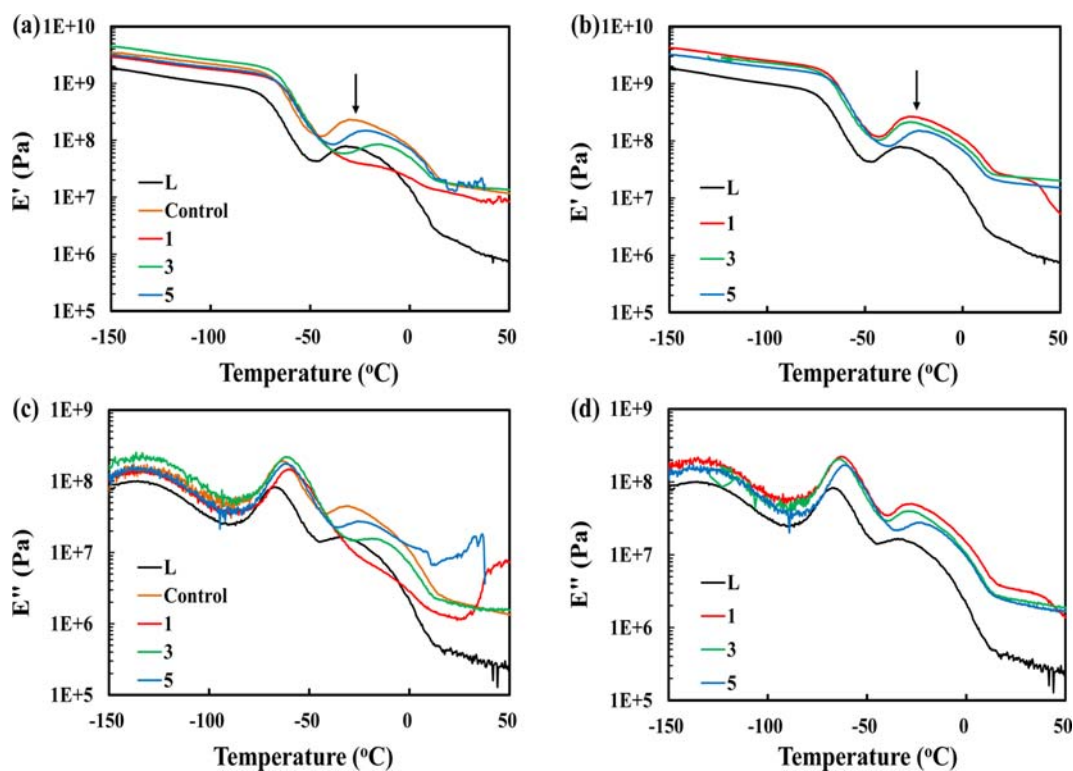 (a)
1E+10
1E+9
1E+8
1E+7
1E+6
1E+5
E' (Pa)
L
Control
1
3
5
-150
-100
-50
0
50
Temperature (°C)
(b)
1E+10
1E+9
1E+8
1E+7
1E+6
1E+5
E' (Pa)
L
1
3
5
-150
-100
-50
0
50
Temperature (°C)
(c)
1E+9
1E+8
1E+7
1E+6
1E+5
E'' (Pa)
L
Control
1
3
5
-150
-100
-50
0
50
Temperature (°C)
(d)
1E+9
1E+8
1E+7
1E+6
1E+5
E'' (Pa)
L
1
3
5
-150
-100
-50
0
50
Temperature (°C)